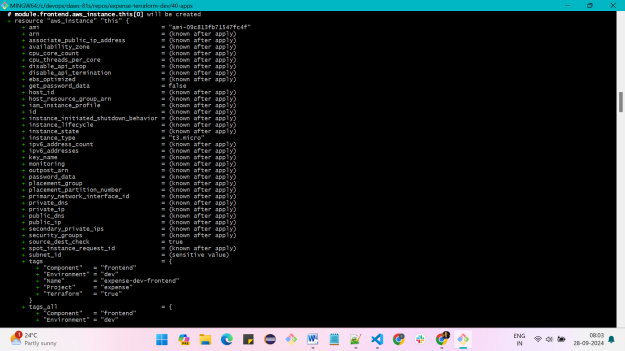 MINGW64:/c/devops/daws-81s/repos/expense-terraform-dev/40-apps
# module.frontend.aws_instance.this[0] will be created
+ resource "aws_instance" "this" {
+ ami = "ami-09c813fb71547fc4f"
+ arn = (known after apply)
+ associate_public_ip_address = (known after apply)
+ availability_zone = (known after apply)
+ cpu_core_count = (known after apply)
+ cpu_threads_per_core = (known after apply)
+ disable_api_stop = (known after apply)
+ disable_api_termination = (known after apply)
+ ebs_optimized = (known after apply)
+ get_password_data = false
+ host_id = (known after apply)
+ host_resource_group_arn = (known after apply)
+ iam_instance_profile = (known after apply)
+ id = (known after apply)
+ instance_initiated_shutdown_behavior = (known after apply)
+ instance_lifecycle = (known after apply)
+ instance_state = (known after apply)
+ instance_type = "t3.micro"
+ ipv6_address_count = (known after apply)
+ ipv6_addresses = (known after apply)
+ key_name = (known after apply)
+ monitoring = (known after apply)
+ outpost_arn = (known after apply)
+ password_data = (known after apply)
+ placement_group = (known after apply)
+ placement_partition_number = (known after apply)
+ primary_network_interface_id = (known after apply)
+ private_dns = (known after apply)
+ private_ip = (known after apply)
+ public_dns = (known after apply)
+ public_ip = (known after apply)
+ secondary_private_ips = (known after apply)
+ security_groups = (known after apply)
+ source_dest_check = true
+ spot_instance_request_id = (known after apply)
+ subnet_id = (sensitive value)
+ tags = {
+ "Component" = "frontend"
+ "Environment" = "dev"
+ "Name" = "expense-dev-frontend"
+ "Project" = "expense"
+ "Terraform" = "true"
}
+ tags_all = {
+ "Component" = "frontend"
+ "Environment" = "dev"
24°C
Partly sunny
ENG
IN
08:03
28-09-2024